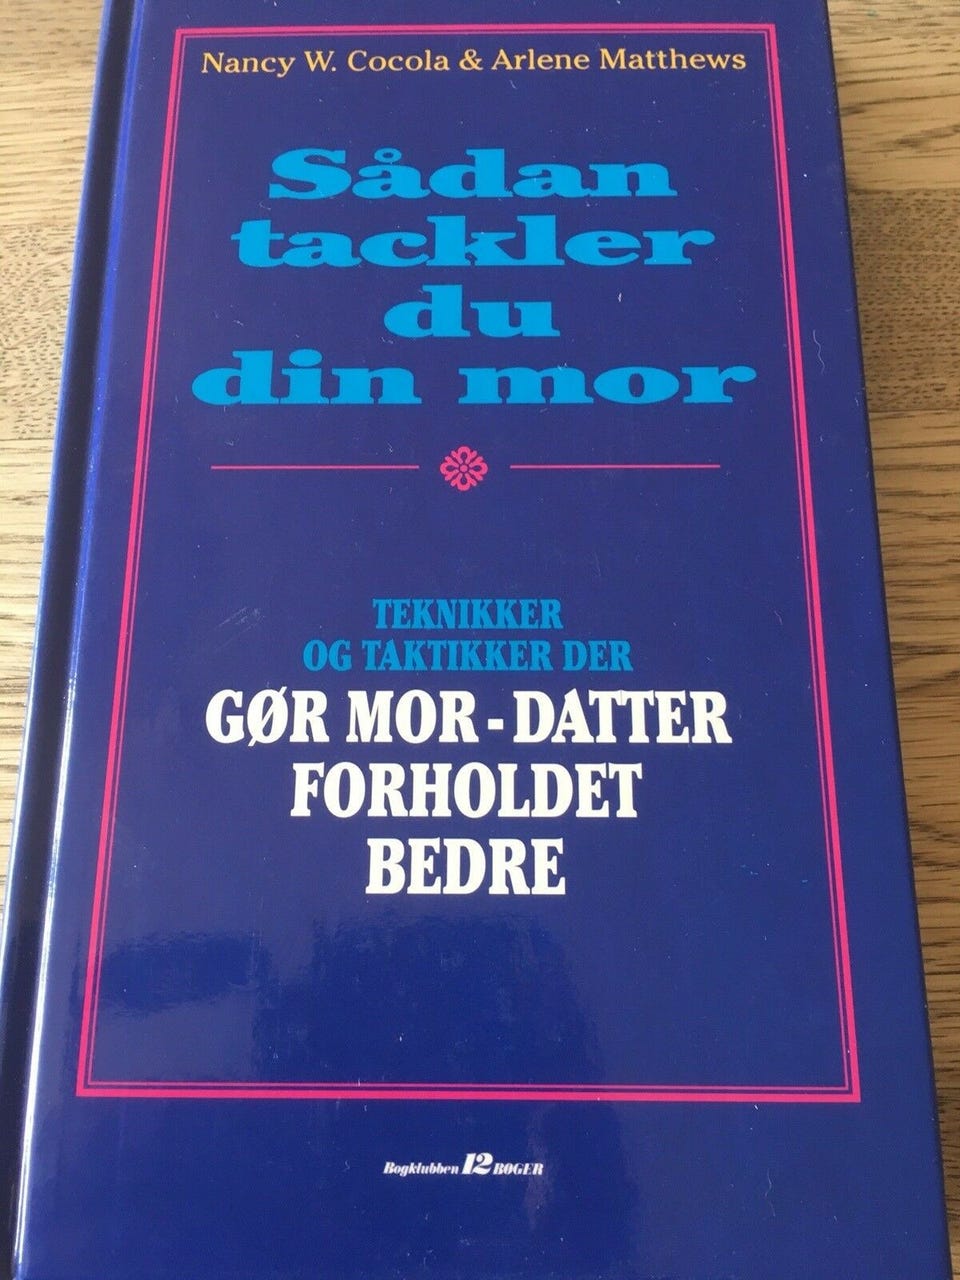 Nancy W. Cocola & Arlene Matthews
Sådan
tackler
du
din mor
TEKNIKKER
OG TAKTIKKER DER
GØR MOR-DATTER
FORHOLDET
BEDRE
Bogklubben 12 BØGER